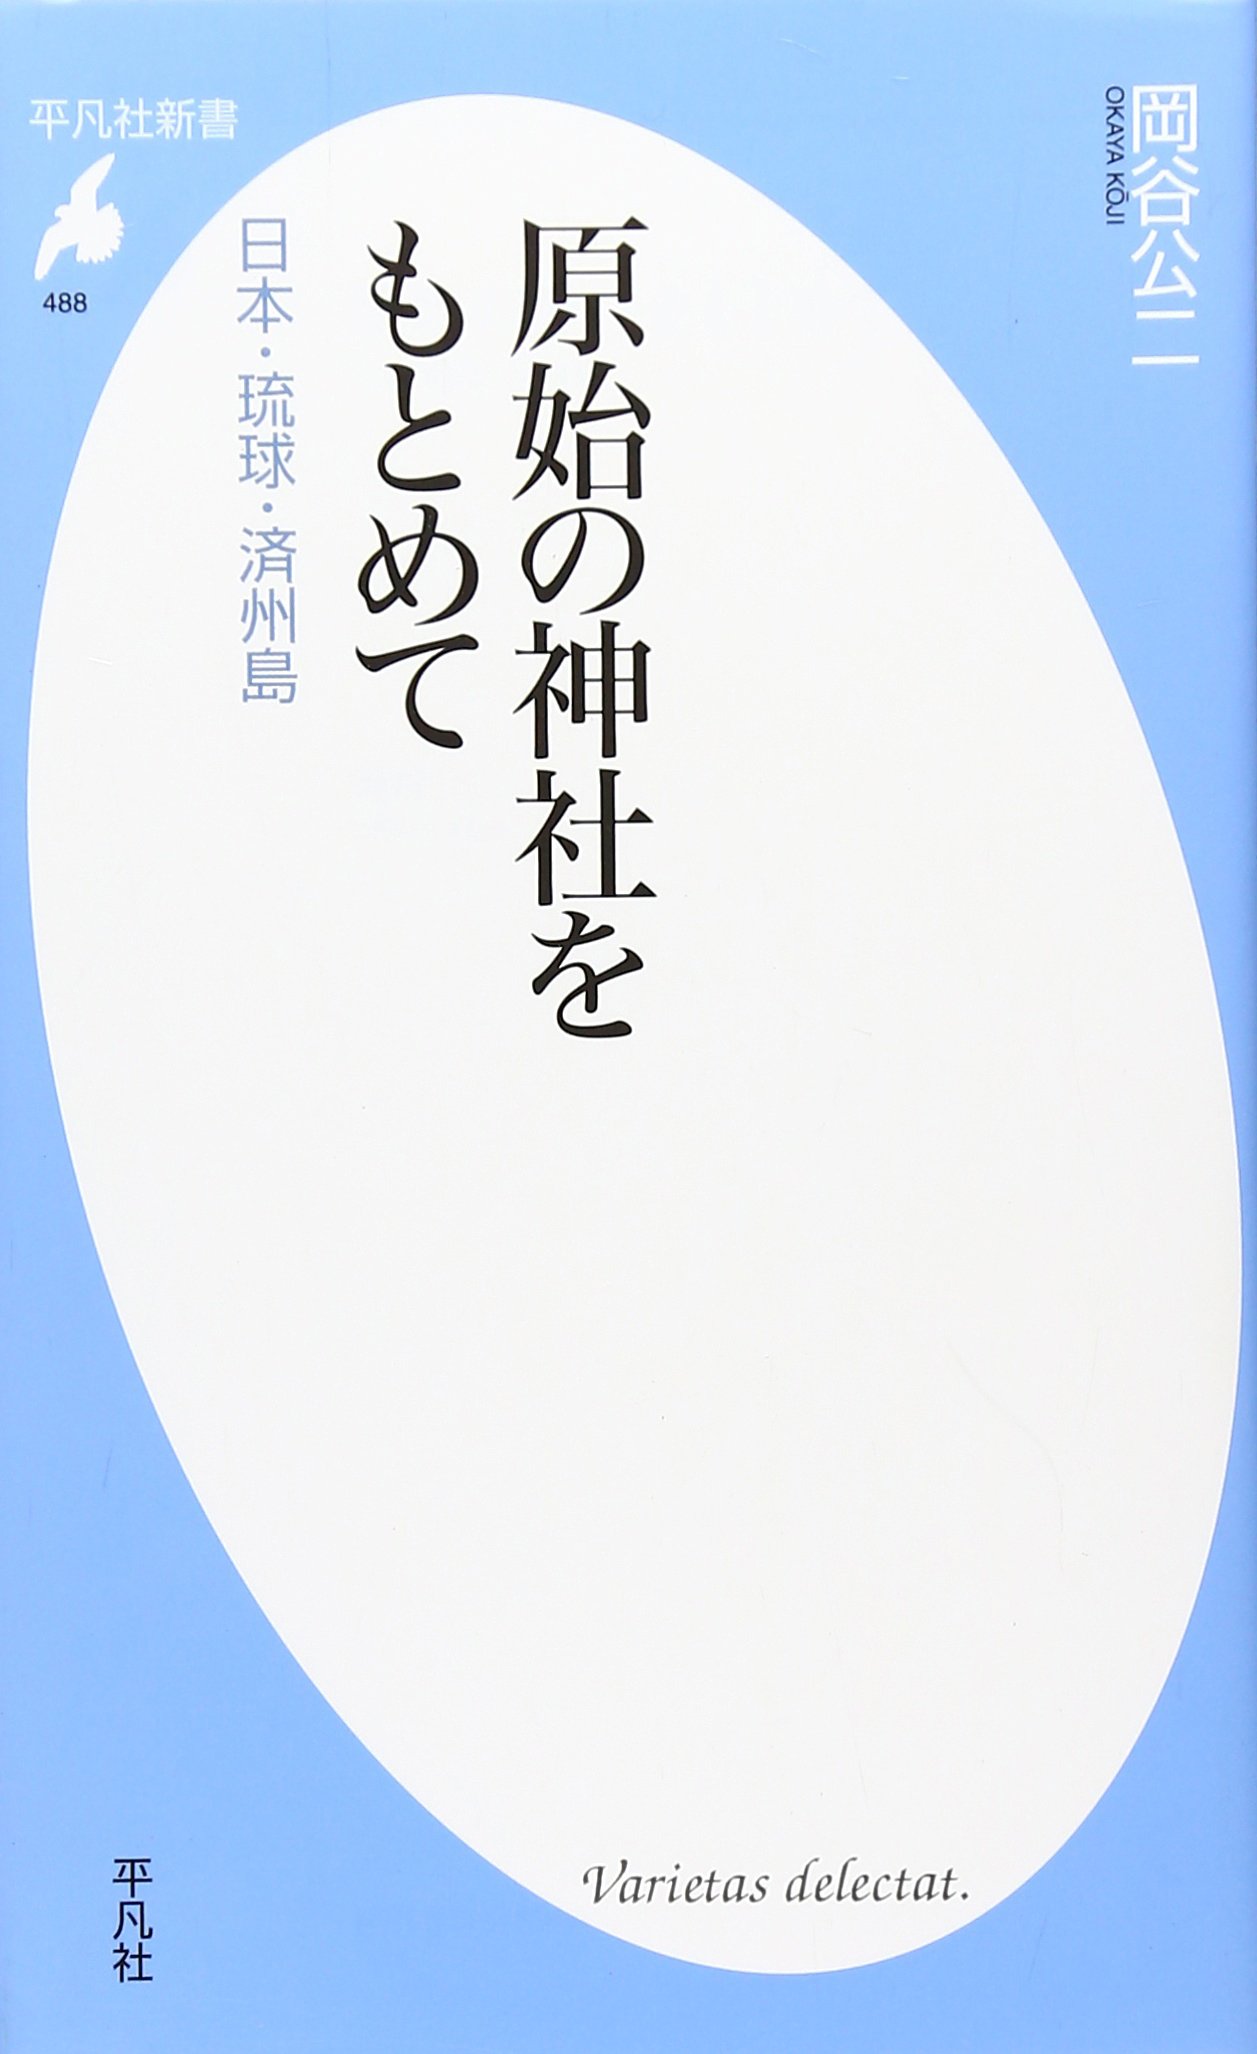 岡谷公二
OKAYA KŌJI
原始の神社を
もとめて
日本・琉球・済州島
平凡社新書
488
Varietas delectat.
平凡社